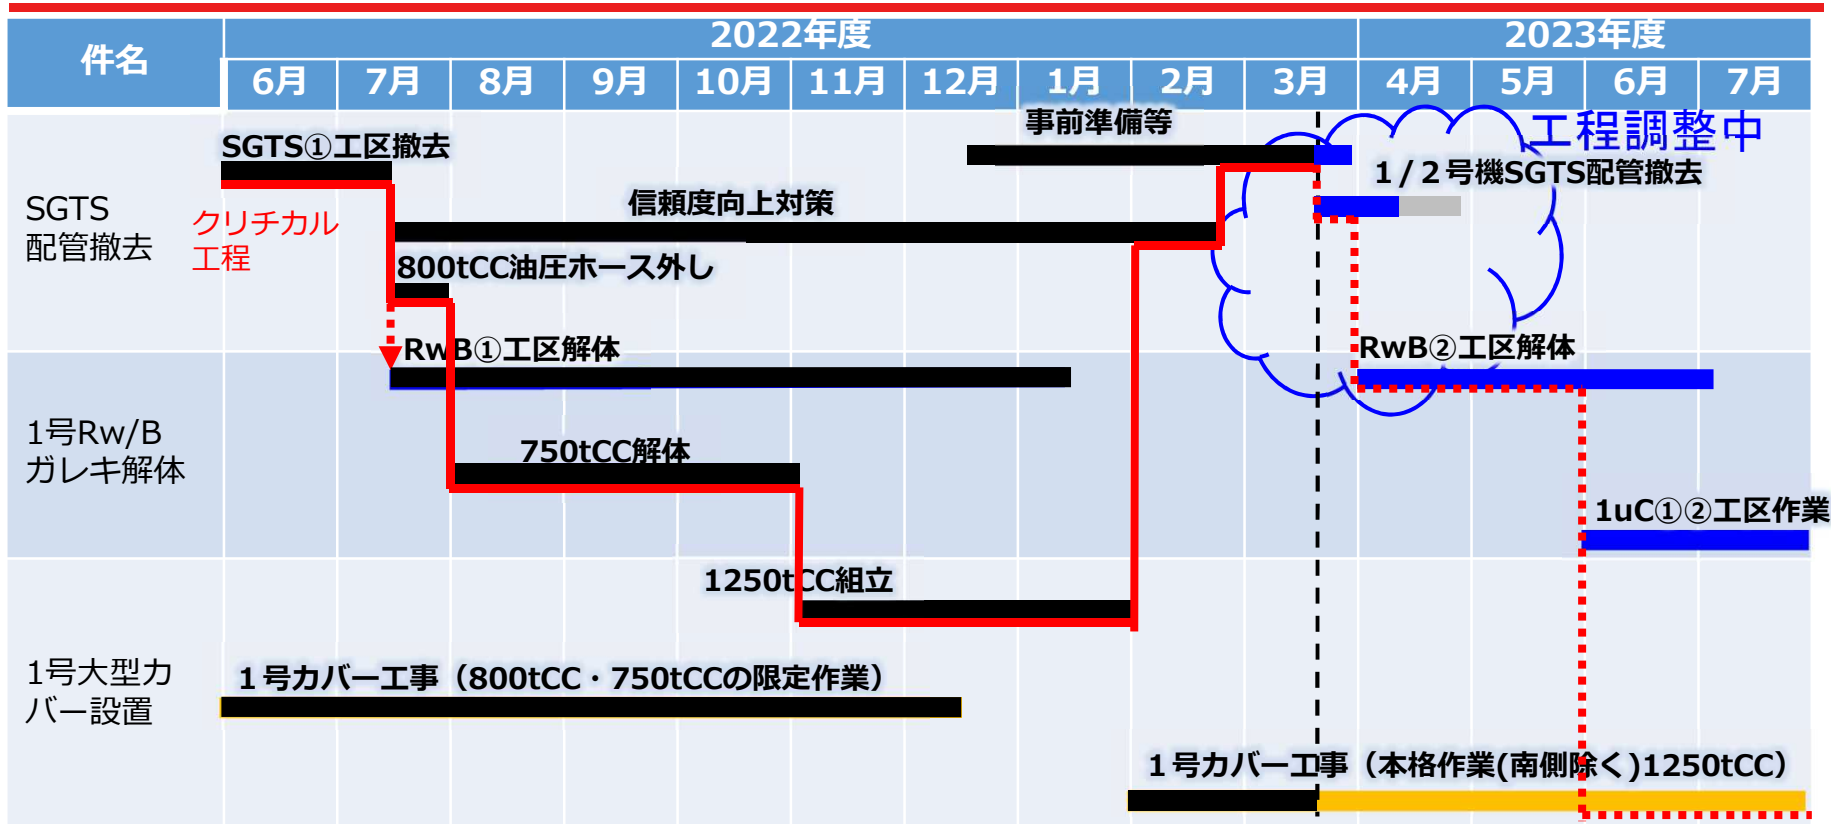 件名
2022年度
2023年度
6月
7月
8月
9月
10月
11月
12月
1月
2月
3月
4月
5月
6月
7月
SGTS
配管撤去
SGTS①工区撤去
クリチカル
工程
事前準備等
工程調整中
1/2号機SGTS配管撤去
信頼度向上対策
800tCC油圧ホース外し
1号Rw/B
ガレキ解体
RwB①工区解体
RwB②工区解体
750tCC解体
1uC①②工区作業
1号大型カ
バー設置
1250tCC組立
1号カバー工事（800tCC・750tCCの限定作業）
1号カバー工事（本格作業(南側除く)1250tCC）